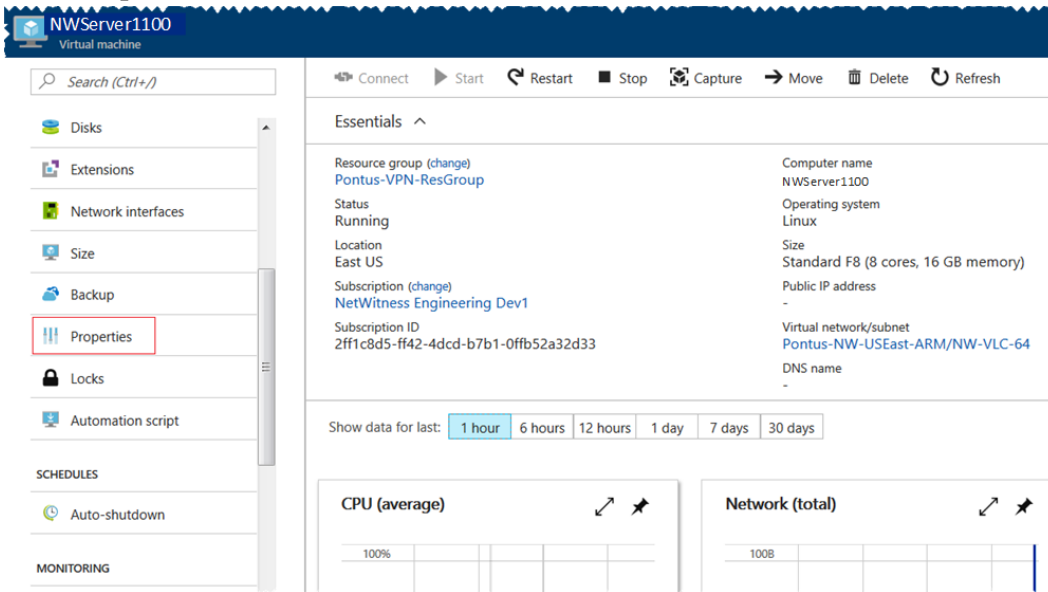 NWServer1100
Virtual machine
Search (Ctrl+/)
Disks
Extensions
Network interfaces
Size
Backup
Properties
Locks
Automation script
SCHEDULES
Auto-shutdown
MONITORING
Connect Start Restart Stop Capture Move Delete Refresh
Essentials
Resource group (change)
Pontus-VPN-ResGroup
Status
Running
Location
East US
Subscription (change)
NetWitness Engineering Dev1
Subscription ID
2ff1c8d5-ff42-4dcd-b7b1-0ffb52a32d33
Computer name
NWServer1100
Operating system
Linux
Size
Standard F8 (8 cores, 16 GB memory)
Public IP address
-
Virtual network/subnet
Pontus-NW-USEast-ARM/NW-VLC-64
DNS name
-
Show data for last: 1 hour 6 hours 12 hours 1 day 7 days 30 days
CPU (average)
100%
Network (total)
100B